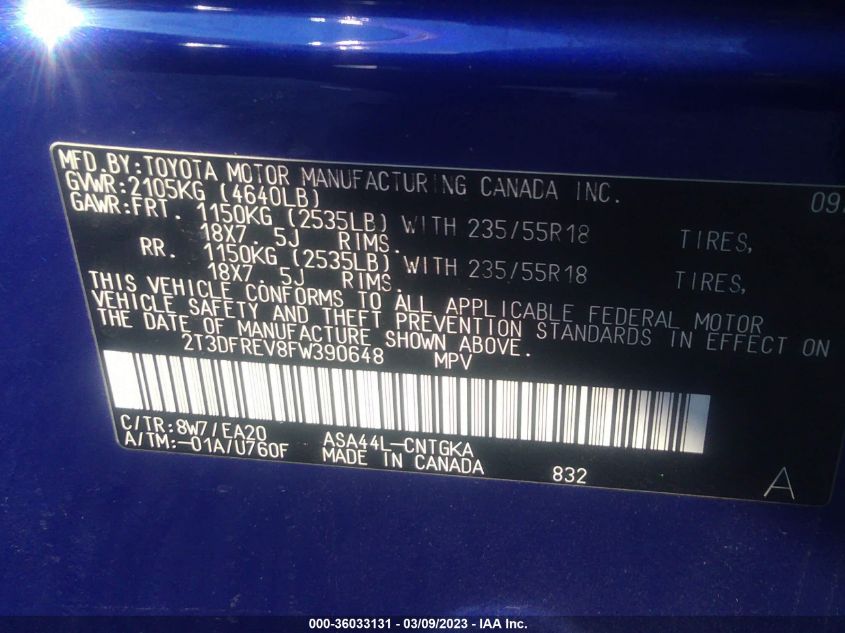 MFD.BY:TOYOTA MOTOR MANUFACTURING CANADA INC. 09
GVWR:2105KG (4640LB)
GAWR:FRT. 1150KG (2535LB) WITH 235/55R18 TIRES,
18X7.5J RIMS.
RR. 1150KG (2535LB) WITH 235/55R18 TIRES,
18X7.5J RIMS.
THIS VEHICLE CONFORMS TO ALL APPLICABLE FEDERAL MOTOR
VEHICLE SAFETY AND THEFT PREVENTION STANDARDS IN EFFECT ON
THE DATE OF MANUFACTURE SHOWN ABOVE.
2T3DFREV8FW390648 MPV
C/TR:8W7/EA20 ASA44L-CNTGKA
A/TM:-01A/U760F MADE IN CANADA 832 A
000-36033131 - 03/09/2023 - IAA Inc.